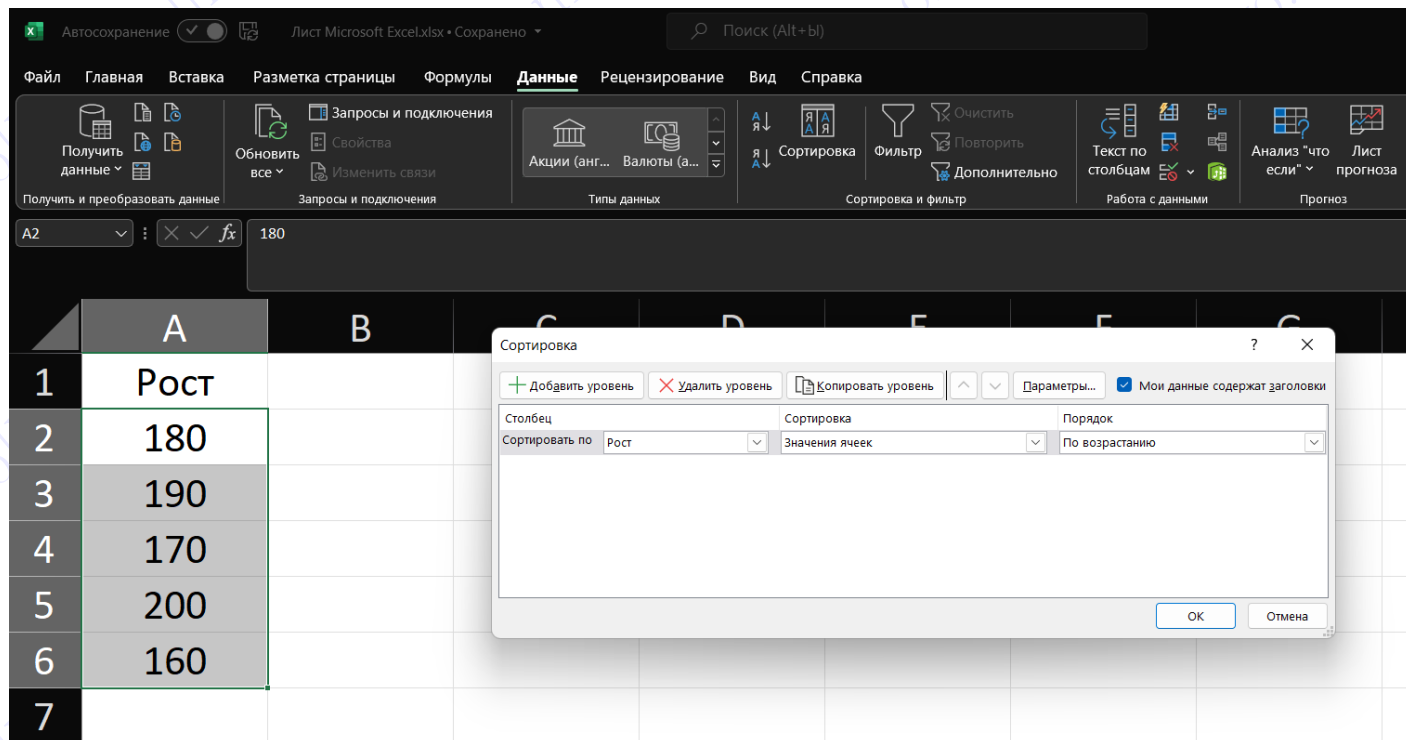 Автосохранение
Лист Microsoft Excel.xlsx • Сохранено
Поиск (Alt+Ы)
Файл Главная Вставка Разметка страницы Формулы Данные Рецензирование Вид Справка
Получить данные
Обновить все
Запросы и подключения
Свойства
Изменить связи
Акции (анг... Валюты (а...
Сортировка
Фильтр
Очистить
Повторить
Дополнительно
Текст по столбцам
Анализ "что если"
Лист прогноза
Получить и преобразовать данные
Запросы и подключения
Типы данных
Сортировка и фильтр
Работа с данными
Прогноз
A2 fx 180
A B
1 Рост
2 180
3 190
4 170
5 200
6 160
7
Сортировка ?
Добавить уровень Удалить уровень Копировать уровень Параметры... Мои данные содержат заголовки
Столбец Сортировка Порядок
Сортировать по Рост Значения ячеек По возрастанию
ОК Отмена